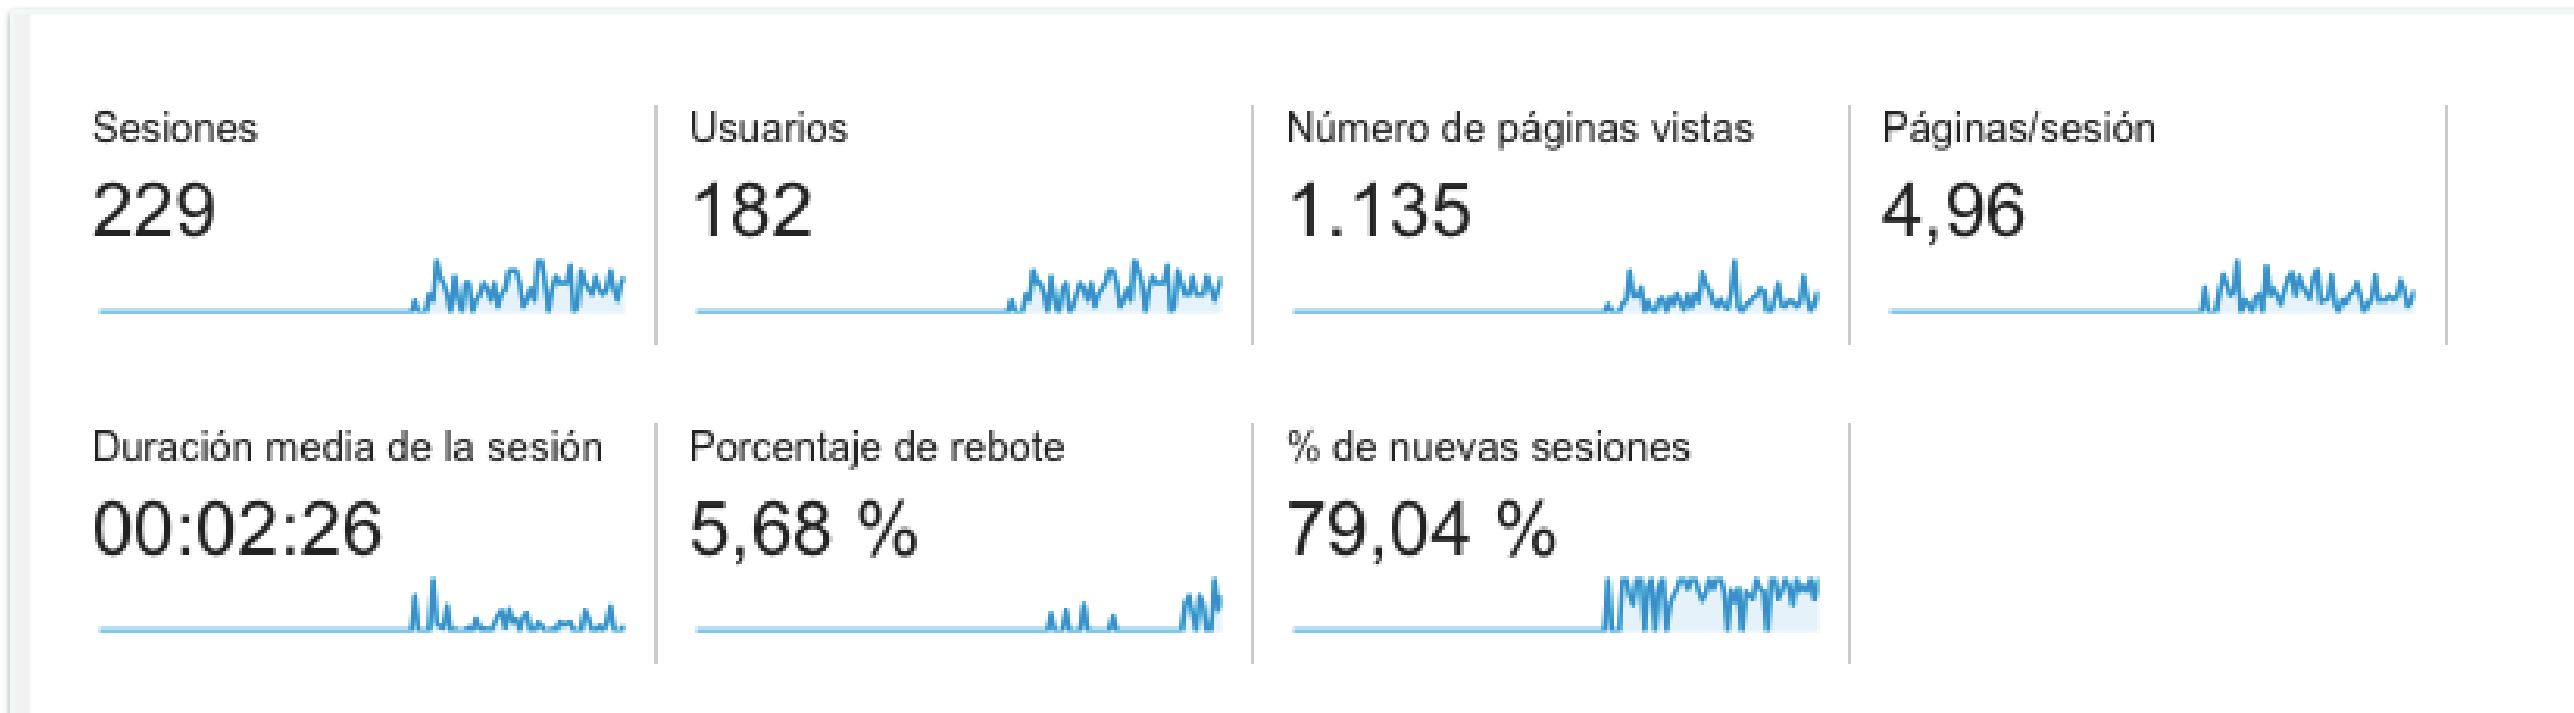 Sesiones
229
Usuarios
182
Número de páginas vistas
1.135
Páginas/sesión
4,96
Duración media de la sesión
00:02:26
Porcentaje de rebote
5,68 %
% de nuevas sesiones
79,04 %